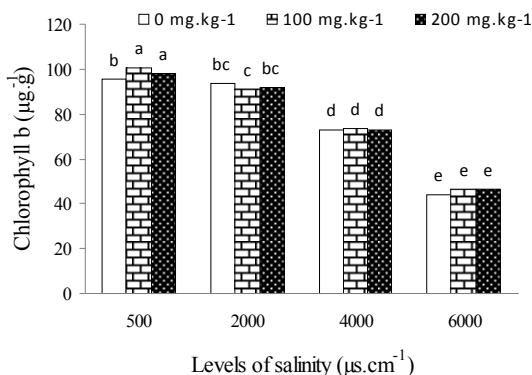 0 mg.kg-1 100 mg.kg-1 200 mg.kg-1
120
100
80
60
40
20
0
Chlorophyll b (µg-1.g)
b a a bc c bc d d d e e e
500 2000 4000 6000
Levels of salinity (µs.cm-1)